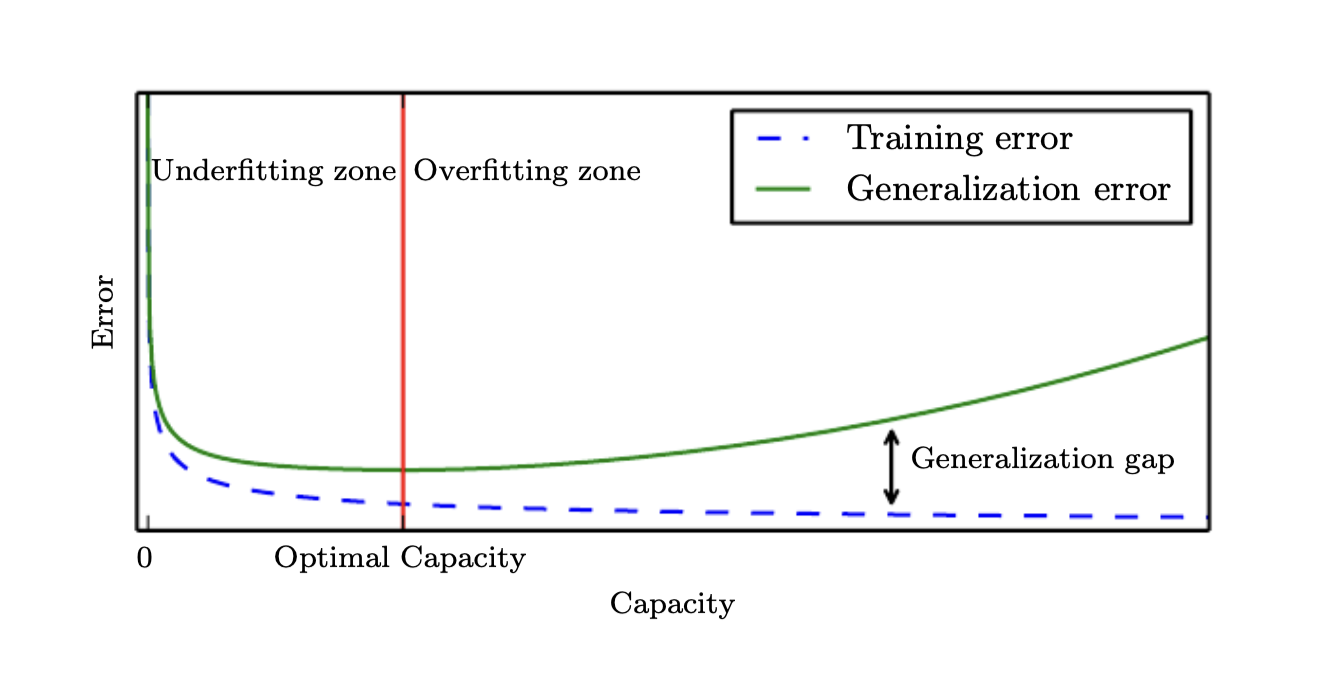 Training error
Generalization error
Underfitting zone
Overfitting zone
Error
Generalization gap
0
Optimal Capacity
Capacity